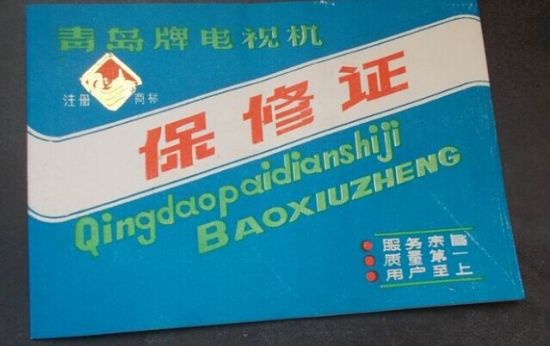 青岛牌电视机
注册 商标
保修证
Qingdaopaidianshiji
BAOXIUZHENG
服务宗旨
质量第一
用户至上